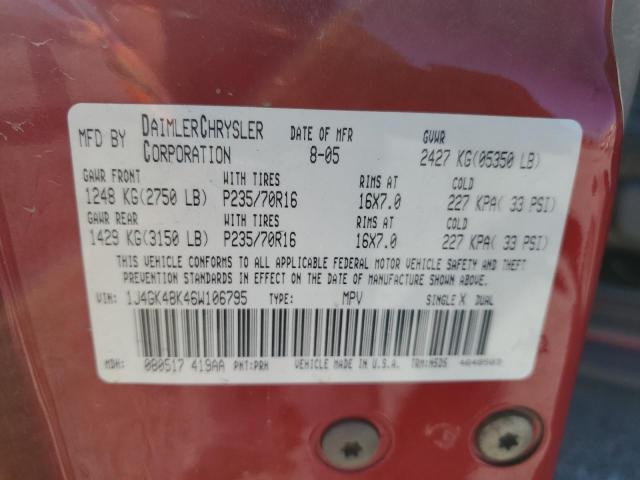 MFD BY DAIMLERCHRYSLER CORPORATION DATE OF MFR 8-05 GVWR 2427 KG(05350 LB)
GAWR FRONT WITH TIRES RIMS AT COLD
1248 KG(2750 LB) P235/70R16 16X7.0 227 KPA( 33 PSI)
GAWR REAR WITH TIRES RIMS AT COLD
1429 KG(3150 LB) P235/70R16 16X7.0 227 KPA( 33 PSI)
THIS VEHICLE CONFORMS TO ALL APPLICABLE FEDERAL MOTOR VEHICLE SAFETY AND THEFT
PREVENTION STANDARDS IN EFFECT ON THE DATE OF MANUFACTURE SHOWN ABOVE.
VIN: 1J4GK48K46W106795 TYPE: MPV SINGLE X DUAL
MDH: 080517 419AA PNT:PRH VEHICLE MADE IN U.S.A. TRM:N5D5